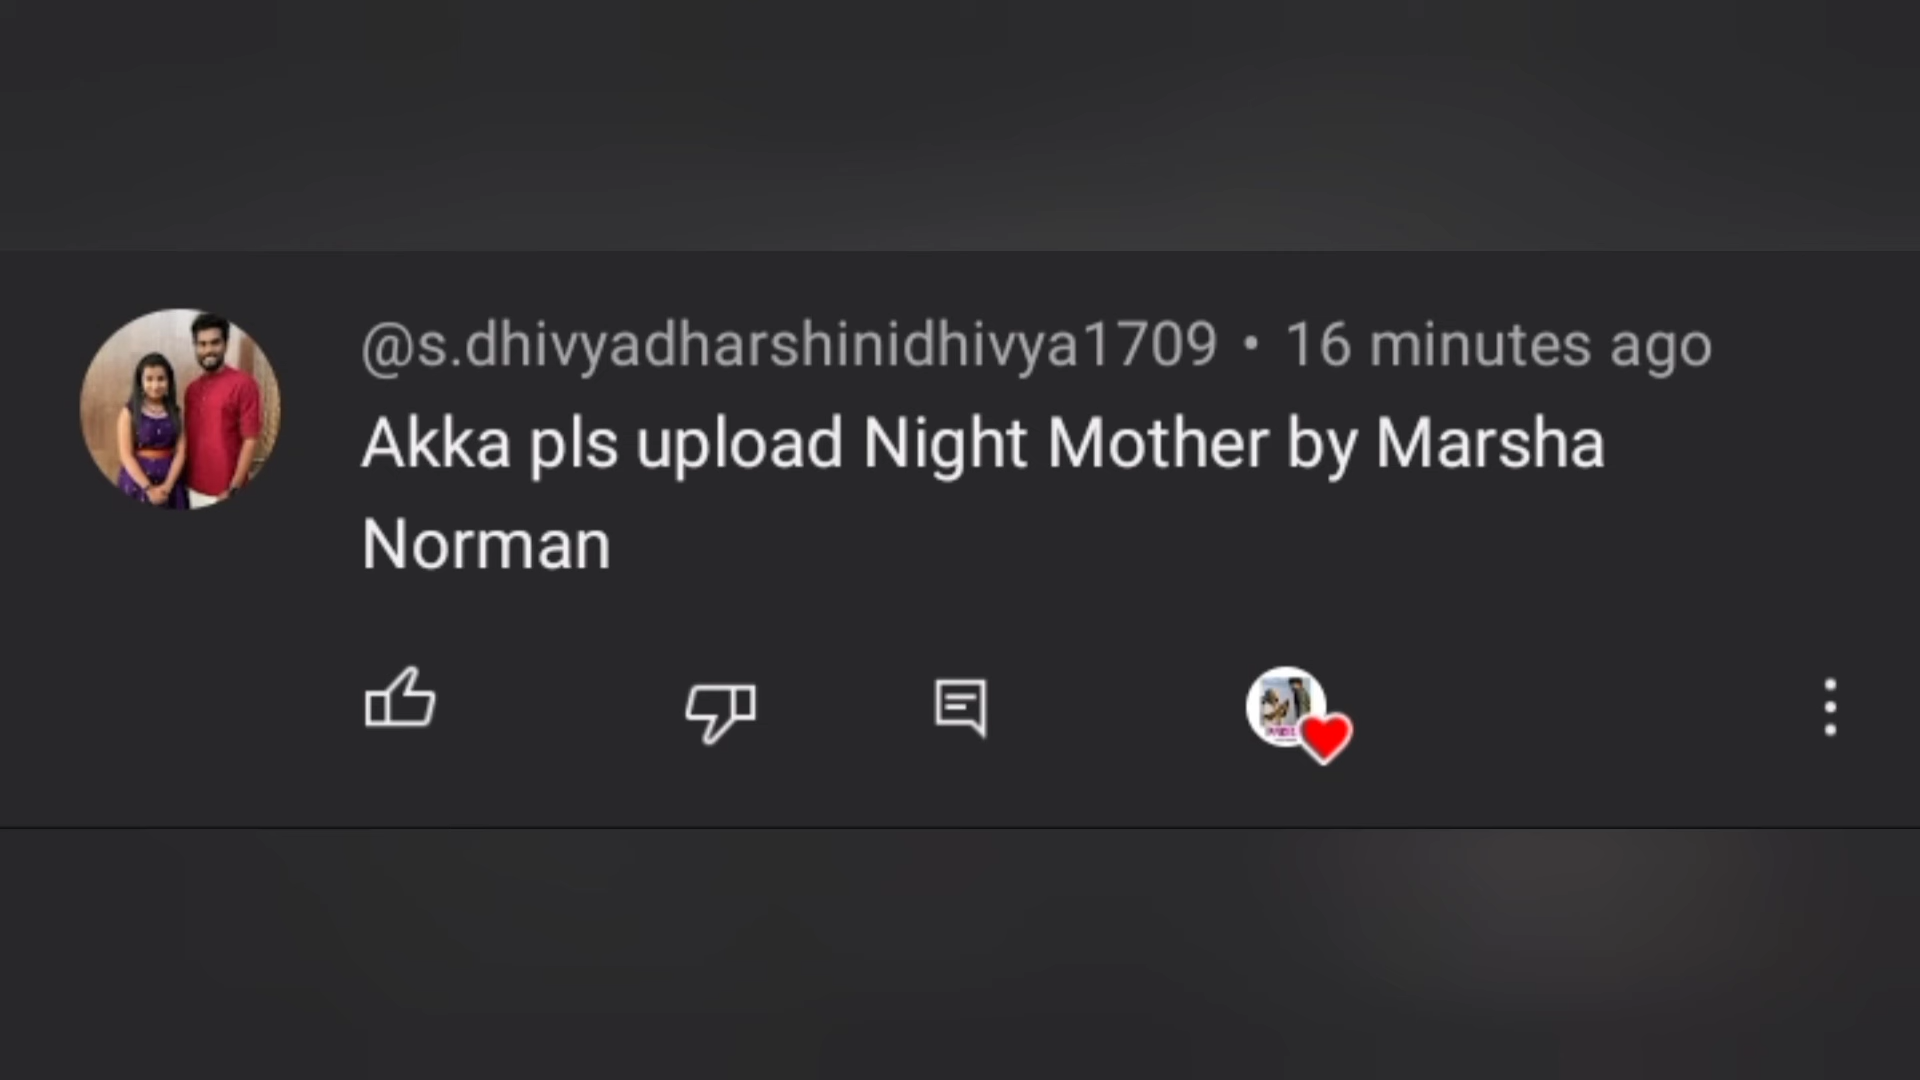 @s.dhivyadharshinidhivya1709 • 16 minutes ago
Akka pls upload Night Mother by Marsha
Norman